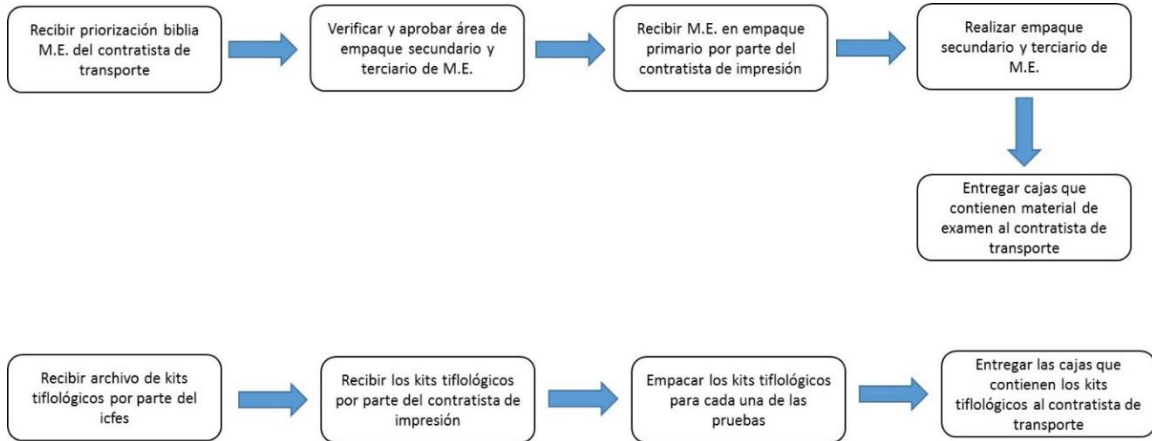 Recibir priorización biblia
M.E. del contratista de
transporte
Verificar y aprobar área de
empaque secundario y
terciario de M.E.
Recibir M.E. en empaque
primario por parte del
contratista de impresión
Realizar empaque
secundario y terciario de
M.E.
Entregar cajas que
contienen material de
examen al contratista de
transporte
Recibir archivo de kits
tiflológicos por parte del
icfes
Recibir los kits tiflológicos
por parte del contratista de
impresión
Empacar los kits tiflológicos
para cada una de las
pruebas
Entregar las cajas que
contienen los kits
tiflológicos al contratista de
transporte